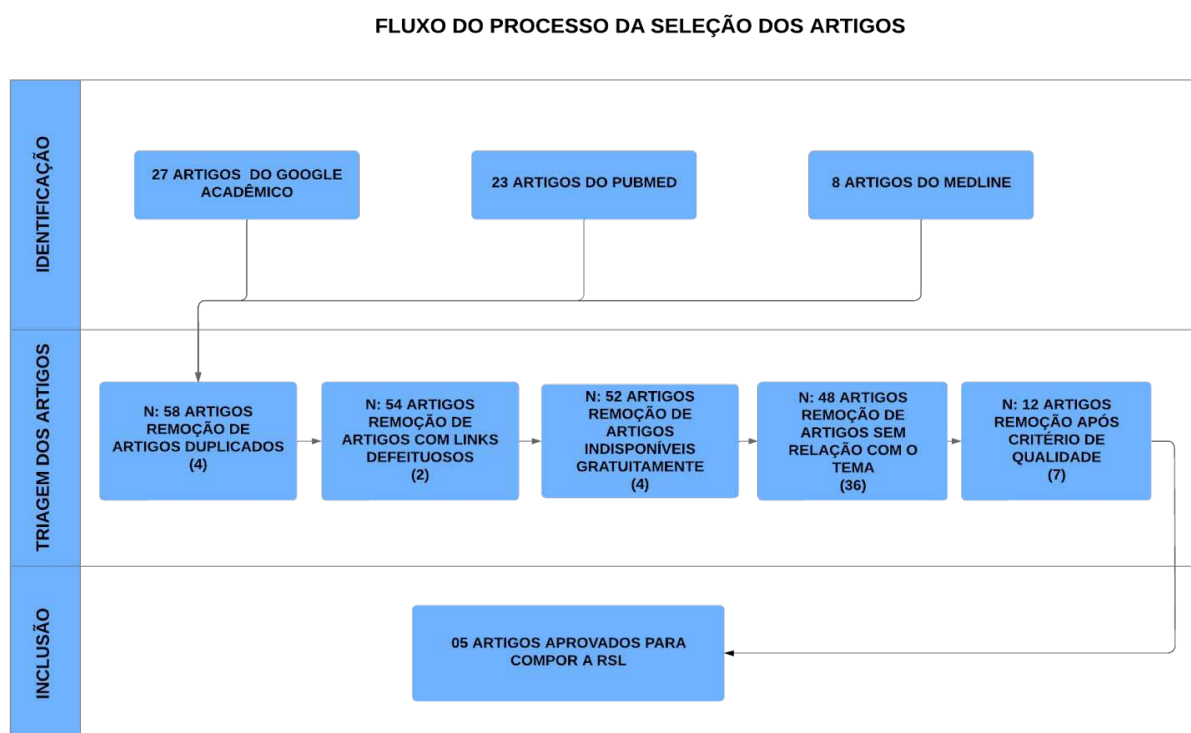 FLUXO DO PROCESSO DA SELEÇÃO DOS ARTIGOS
IDENTIFICAÇÃO
27 ARTIGOS DO GOOGLE
ACADÊMICO
23 ARTIGOS DO PUBMED
8 ARTIGOS DO MEDLINE
TRIAGEM DOS ARTIGOS
N: 58 ARTIGOS
REMOÇÃO DE
ARTIGOS DUPLICADOS
(4)
N: 54 ARTIGOS
REMOÇÃO DE
ARTIGOS COM LINKS
DEFEITUOSOS
(2)
N: 52 ARTIGOS
REMOÇÃO DE
ARTIGOS
INDISPONÍVEIS
GRATUITAMENTE
(4)
N: 48 ARTIGOS
REMOÇÃO DE
ARTIGOS SEM
RELAÇÃO COM O
TEMA
(36)
N: 12 ARTIGOS
REMOÇÃO APÓS
CRITÉRIO DE
QUALIDADE
(7)
INCLUSÃO
05 ARTIGOS APROVADOS PARA
COMPOR A RSL